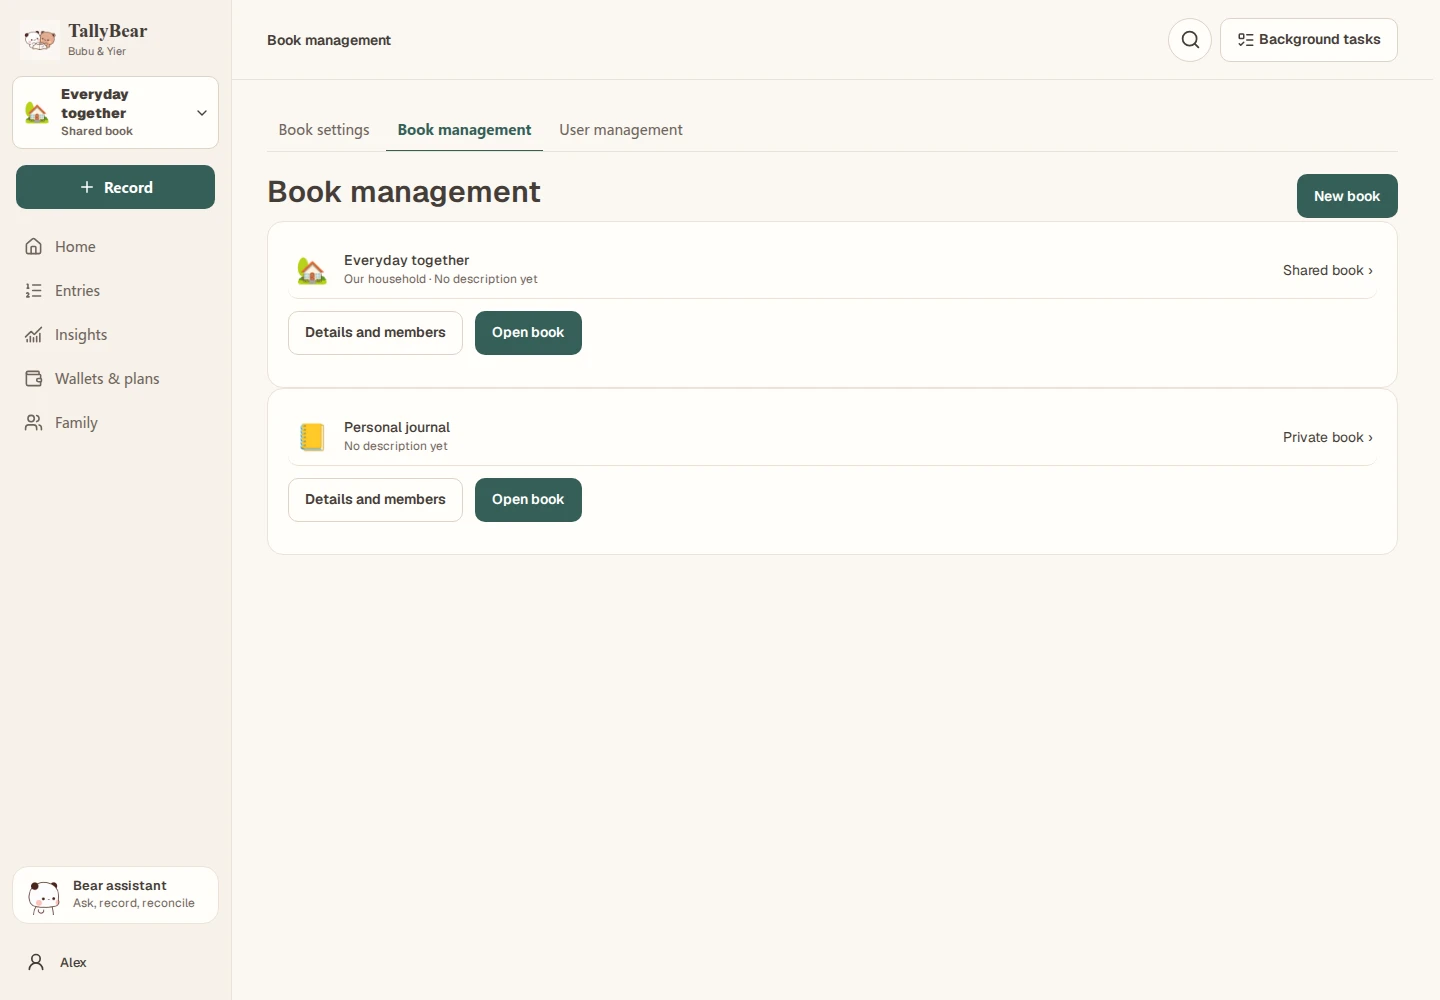 TallyBear
Bubu & Yier
Everyday
together
Shared book
Record
Home
Entries
Insights
Wallets & plans
Family
Bear assistant
Ask, record, reconcile
Alex
Book management
Background tasks
Book settings
Book management
User management
Book management
New book
Everyday together
Our household · No description yet
Shared book ›
Details and members
Open book
Personal journal
No description yet
Private book ›
Details and members
Open book